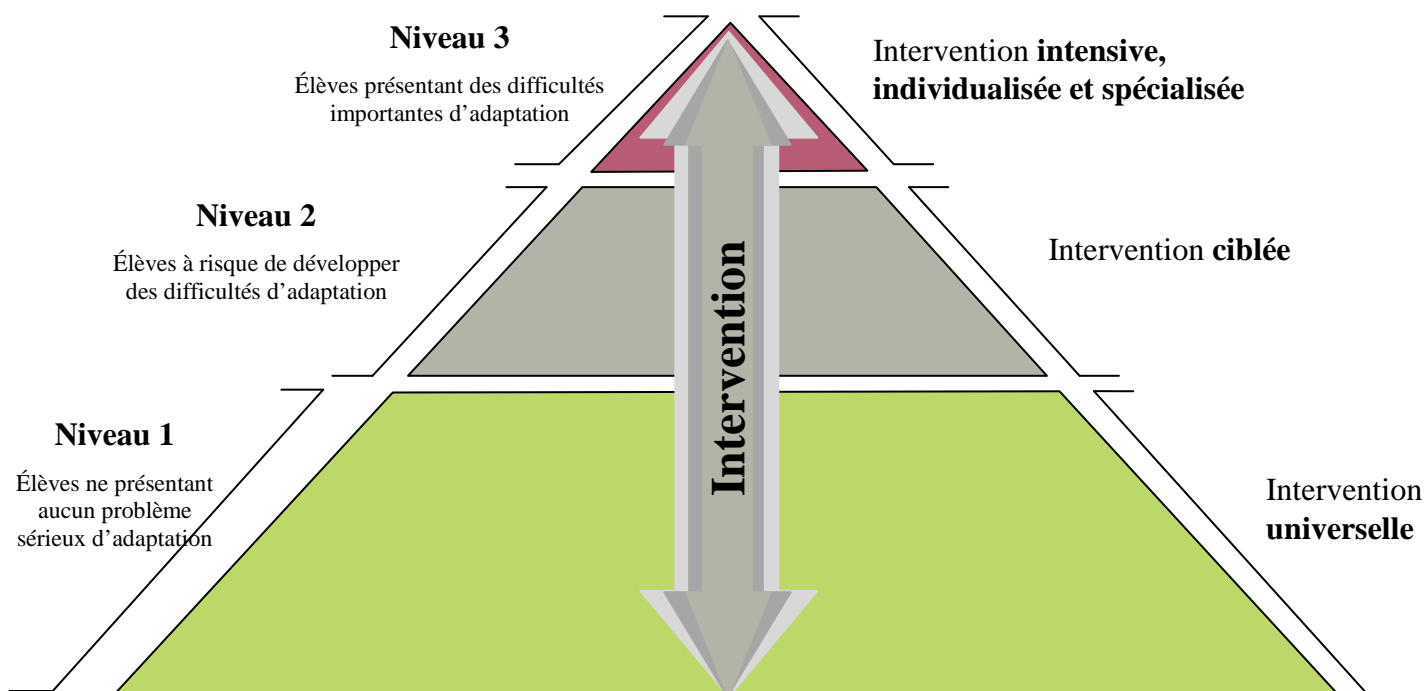 Niveau 3
Élèves présentant des difficultés
importantes d’adaptation
Intervention intensive,
individualisée et spécialisée
Niveau 2
Élèves à risque de développer
des difficultés d’adaptation
Intervention ciblée
Intervention
Niveau 1
Élèves ne présentant
aucun problème
sérieux d’adaptation
Intervention
universelle